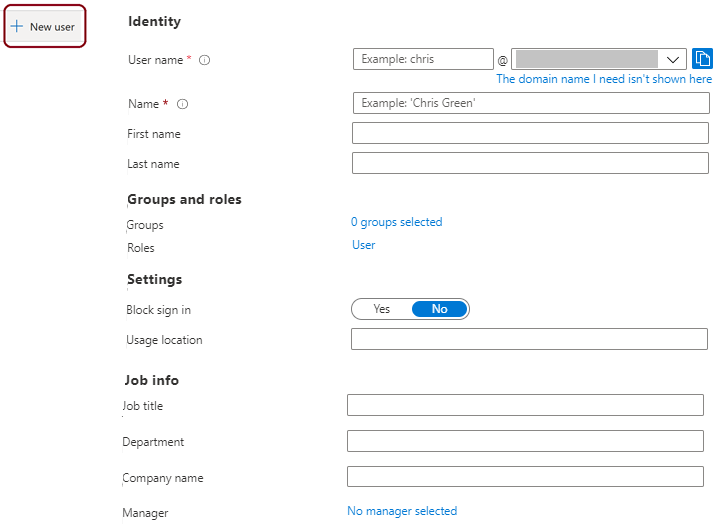 New user
Identity
User name * Example: chris @
The domain name I need isn't shown here
Name * Example: 'Chris Green'
First name
Last name
Groups and roles
Groups 0 groups selected
Roles User
Settings
Block sign in Yes No
Usage location
Job info
Job title
Department
Company name
Manager No manager selected